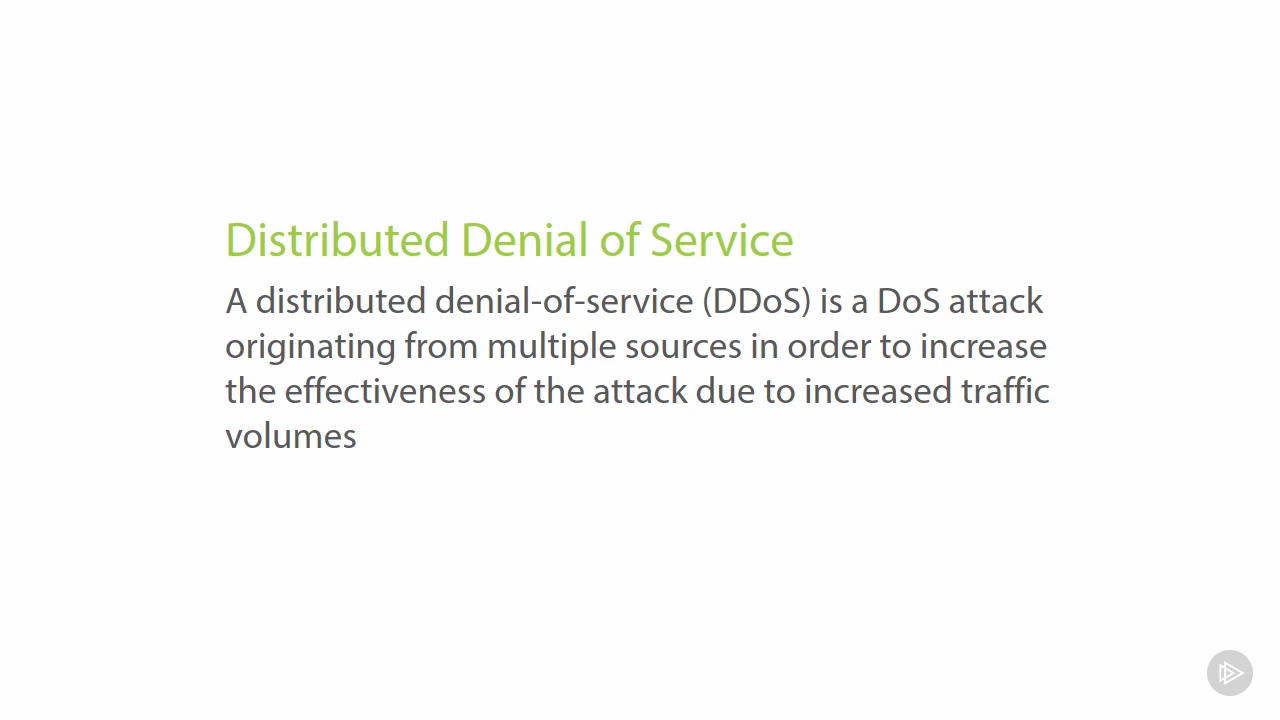 Distributed Denial of Service
A distributed denial-of-service (DDoS) is a DoS attack
originating from multiple sources in order to increase
the effectiveness of the attack due to increased traffic
volumes